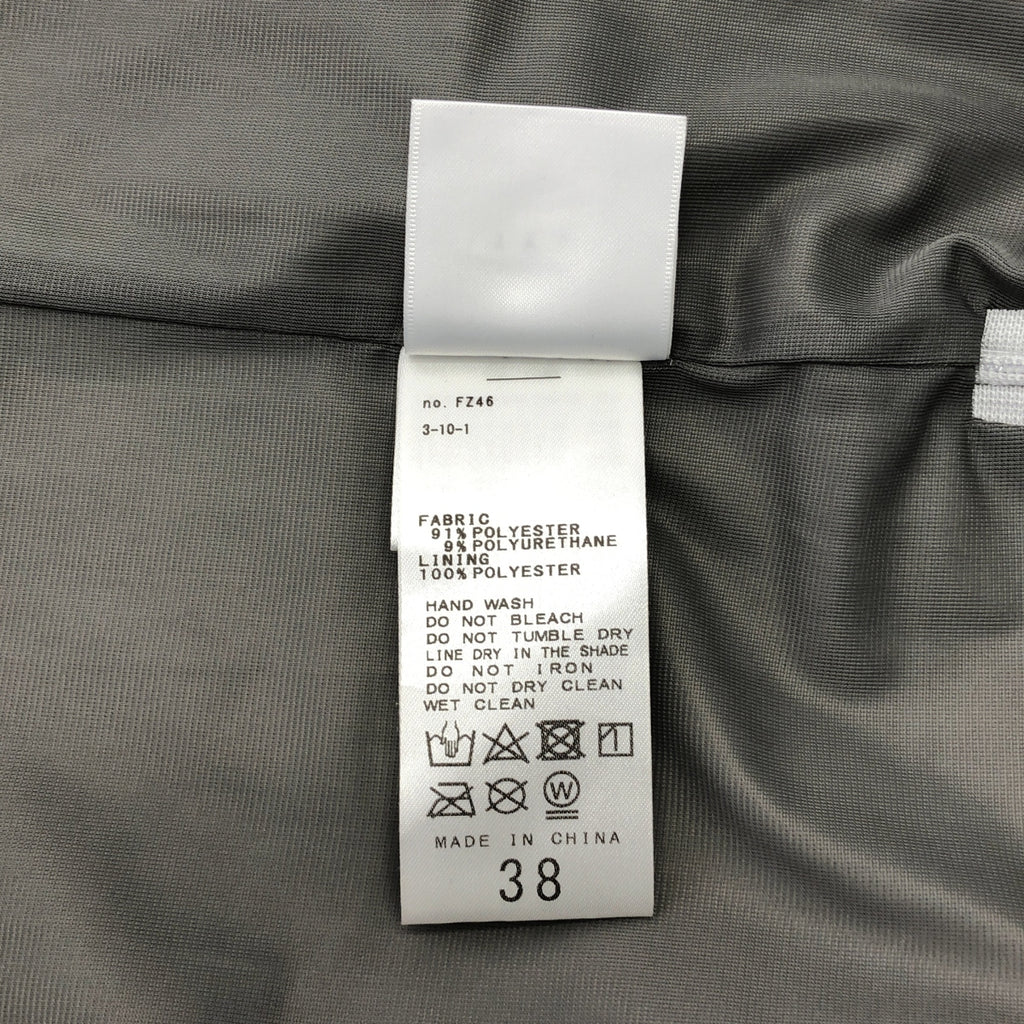 no. FZ46
3-10-1
FABRIC
91% POLYESTER
9% POLYURETHANE
LINING
100% POLYESTER
HAND WASH
DO NOT BLEACH
DO NOT TUMBLE DRY
LINE DRY IN THE SHADE
DO NOT IRON
DO NOT DRY CLEAN
WET CLEAN
W
MADE IN CHINA
38